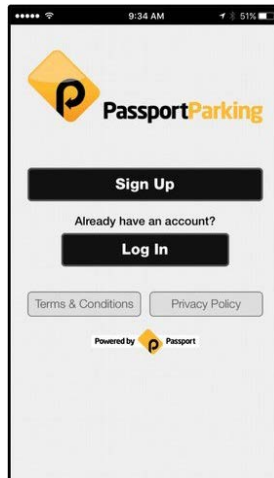 9:34 AM 51%
PassportParking
Sign Up
Already have an account?
Log In
Terms & Conditions Privacy Policy
Powered by Passport